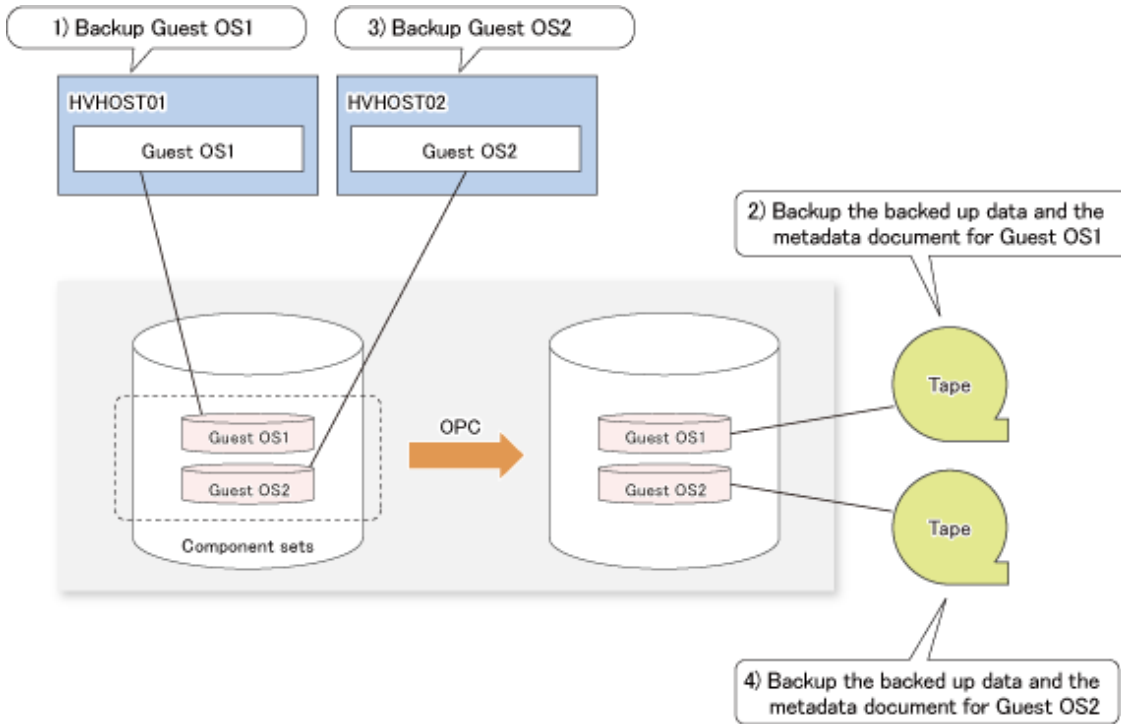 1) Backup Guest OS1
3) Backup Guest OS2
HVHOST01
HVHOST02
Guest OS1
Guest OS2
2) Backup the backed up data and the
metadata document for Guest OS1
Guest OS1
Guest OS2
Component sets
OPC
Guest OS1
Guest OS2
Tape
Tape
4) Backup the backed up data and the
metadata document for Guest OS2